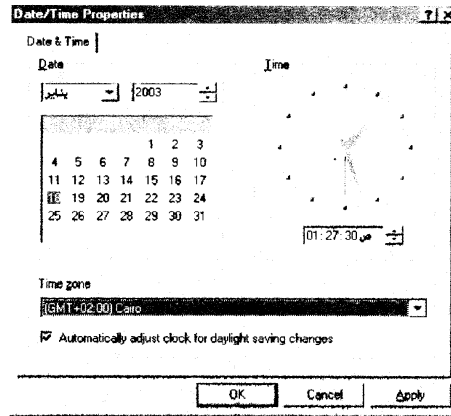 Date/Time Properties
Date & Time
Date
Time
يناير
2003
1 2 3
4 5 6 7 8 9 10
11 12 13 14 15 16 17
18 19 20 21 22 23 24
25 26 27 28 29 30 31
01:27:30 ص
Time zone
(GMT+02:00) Cairo
Automatically adjust clock for daylight saving changes
OK Cancel Apply